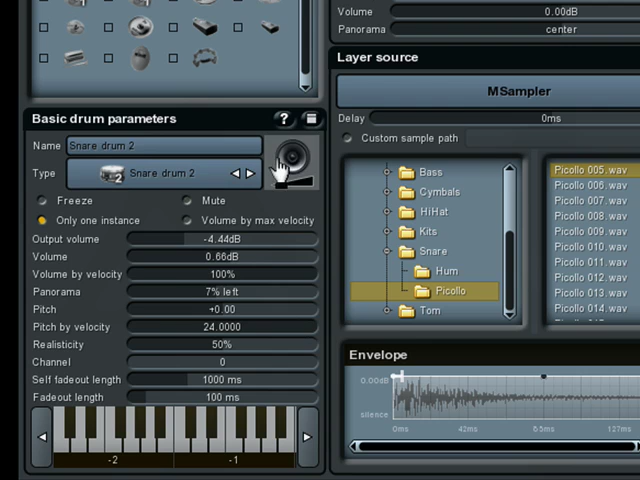 Volume 0.00dB
Panorama center
Layer source
MSampler
Delay 0ms
Custom sample path
Basic drum parameters ?
Name Snare drum 2
Type 2 Snare drum 2
Freeze Mute
Only one instance Volume by max velocity
Output volume -4.44dB
Volume 0.66dB
Volume by velocity 100%
Panorama 7% left
Pitch +0.00
Pitch by velocity 24.0000
Realisticity 50%
Channel 0
Self fadeout length 1000 ms
Fadeout length 100 ms
-2 -1
Bass
Cymbals
HiHat
Kits
Snare
Hum
Picollo
Tom
Picollo 005.wav
Picollo 006.wav
Picollo 007.wav
Picollo 008.wav
Picollo 009.wav
Picollo 010.wav
Picollo 011.wav
Picollo 012.wav
Picollo 013.wav
Picollo 014.wav
Envelope
0.00dB
silence
0ms 42ms 65ms 127ms